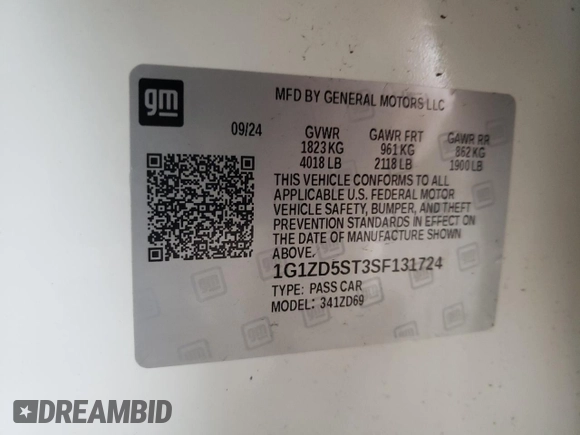 gm
MFD BY GENERAL MOTORS LLC
09/24 GVWR GAWR FRT GAWR RR
1823 KG 961 KG 862 KG
4018 LB 2118 LB 1900 LB
THIS VEHICLE CONFORMS TO ALL
APPLICABLE U.S. FEDERAL MOTOR
VEHICLE SAFETY, BUMPER, AND THEFT
PREVENTION STANDARDS IN EFFECT ON
THE DATE OF MANUFACTURE SHOWN
ABOVE.
1G1ZD5ST3SF131724
TYPE: PASS CAR
MODEL: 341ZD69
DREAMBID